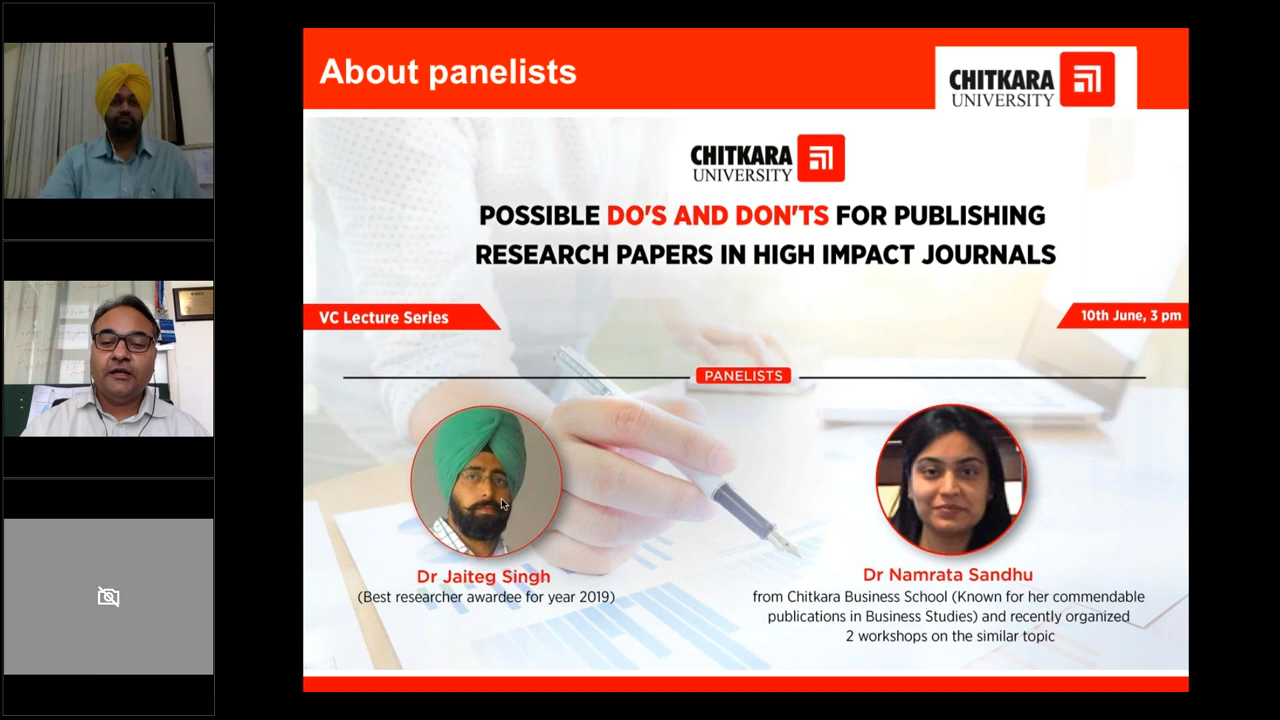 About panelists
CHITKARA
UNIVERSITY
CHITKARA
UNIVERSITY
POSSIBLE DO'S AND DON'TS FOR PUBLISHING
RESEARCH PAPERS IN HIGH IMPACT JOURNALS
VC Lecture Series
10th June, 3 pm
PANELISTS
Dr Jaiteg Singh
(Best researcher awardee for year 2019)
Dr Namrata Sandhu
from Chitkara Business School (Known for her commendable
publications in Business Studies) and recently organized
2 workshops on the similar topic